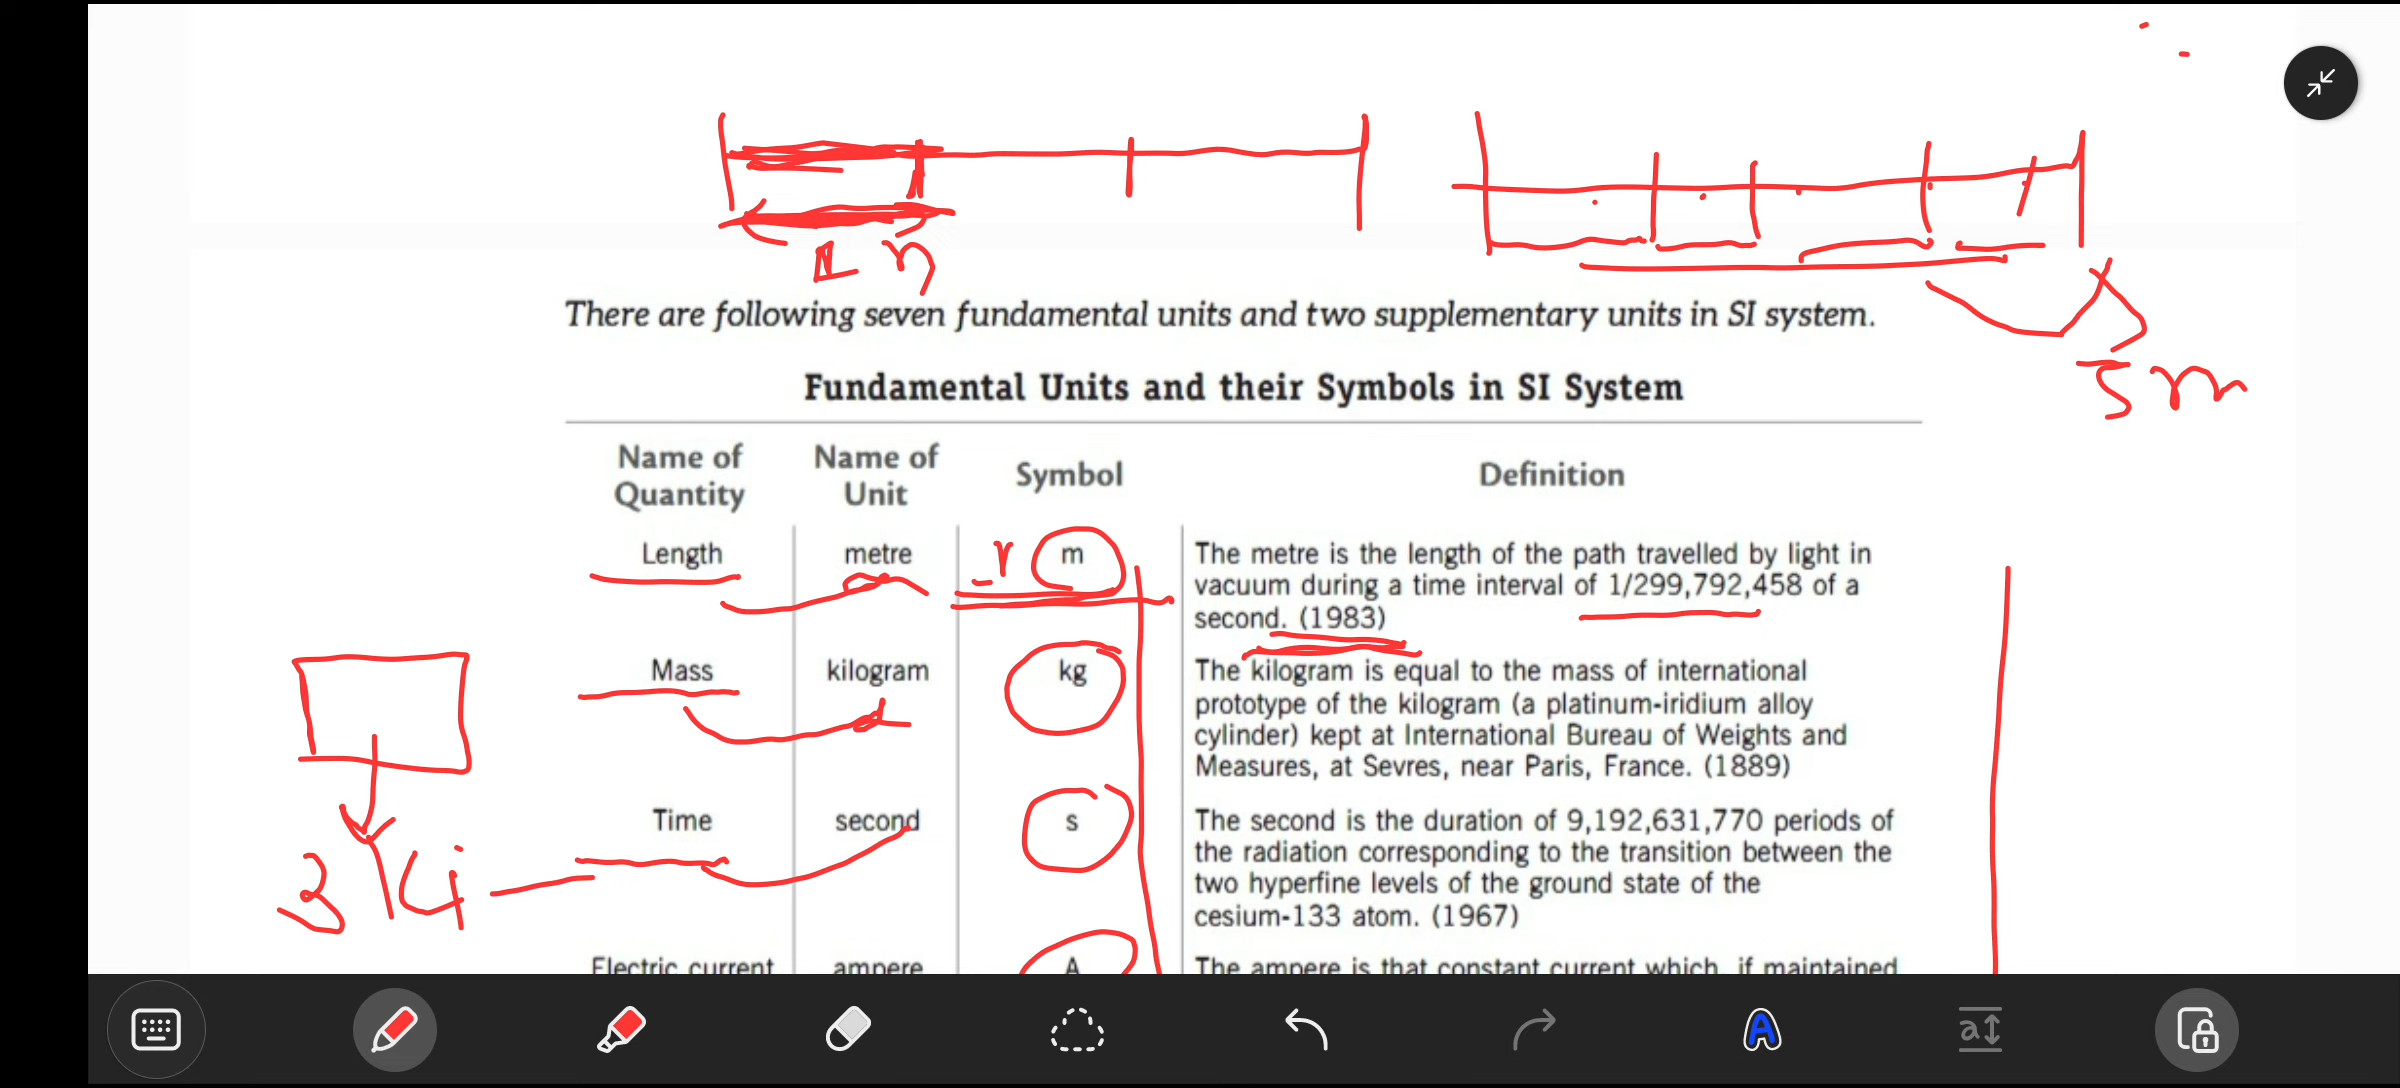 1 m
There are following seven fundamental units and two supplementary units in SI system.
5 m
Fundamental Units and their Symbols in SI System
Name of Quantity
Name of Unit
Symbol
Definition
Length
metre
m
The metre is the length of the path travelled by light in
vacuum during a time interval of 1/299,792,458 of a
second. (1983)
Mass
kilogram
kg
The kilogram is equal to the mass of international
prototype of the kilogram (a platinum-iridium alloy
cylinder) kept at International Bureau of Weights and
Measures, at Sevres, near Paris, France. (1889)
Time
second
s
The second is the duration of 9,192,631,770 periods of
the radiation corresponding to the transition between the
two hyperfine levels of the ground state of the
cesium-133 atom. (1967)
Electric current
ampere
A
The ampere is that constant current which, if maintained
A
a